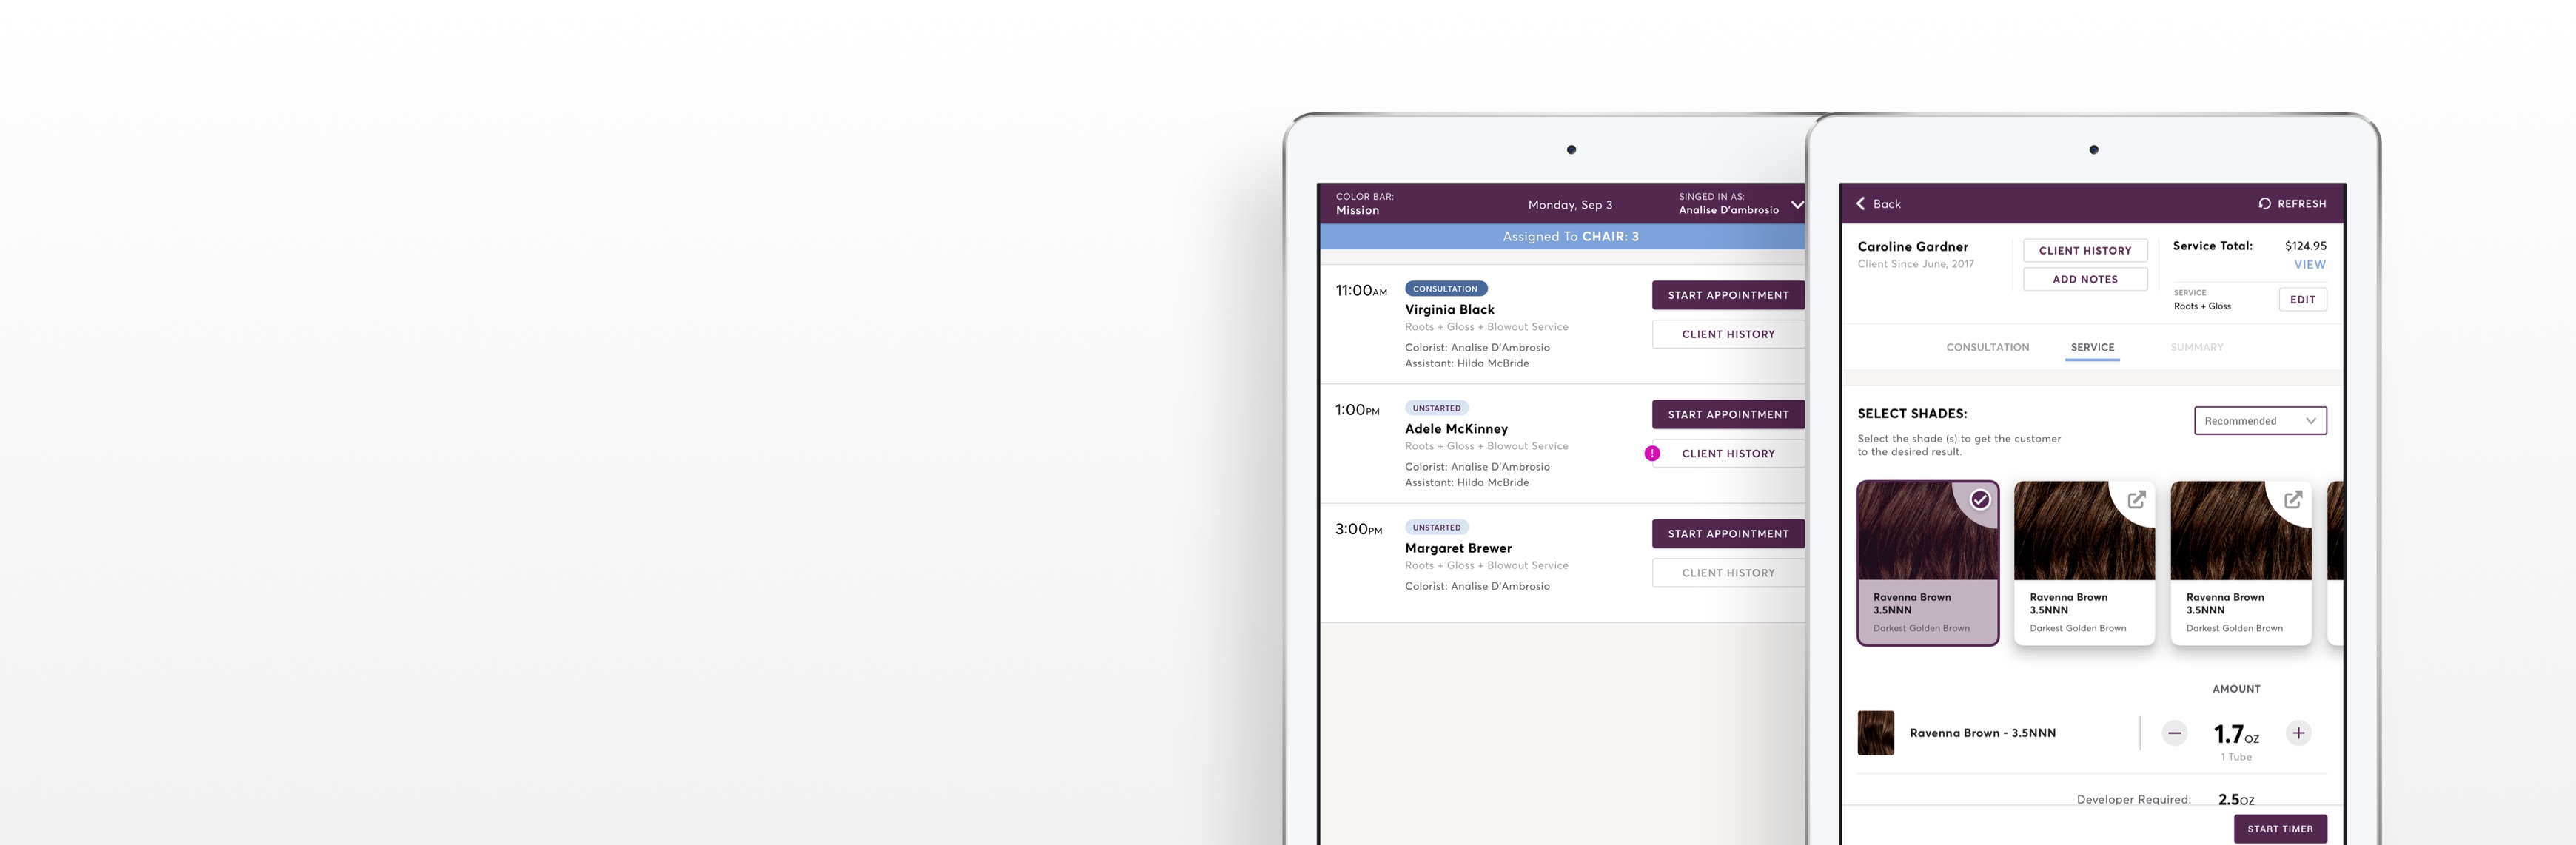 COLOR BAR:
Mission
Monday, Sep 3
SINGED IN AS:
Analise D'ambrosio
Assigned To CHAIR: 3
11:00AM
CONSULTATION
Virginia Black
Roots + Gloss + Blowout Service
Colorist: Analise D'Ambrosio
Assistant: Hilda McBride
START APPOINTMENT
CLIENT HISTORY
1:00PM
UNSTARTED
Adele McKinney
Roots + Gloss + Blowout Service
Colorist: Analise D'Ambrosio
Assistant: Hilda McBride
START APPOINTMENT
!
CLIENT HISTORY
3:00PM
UNSTARTED
Margaret Brewer
Roots + Gloss + Blowout Service
Colorist: Analise D'Ambrosio
START APPOINTMENT
CLIENT HISTORY
Back
REFRESH
Caroline Gardner
Client Since June, 2017
CLIENT HISTORY
ADD NOTES
Service Total: $124.95
VIEW
SERVICE
Roots + Gloss
EDIT
CONSULTATION
SERVICE
SUMMARY
SELECT SHADES:
Select the shade (s) to get the customer
to the desired result.
Recommended
Ravenna Brown
3.5NNN
Darkest Golden Brown
Ravenna Brown
3.5NNN
Darkest Golden Brown
Ravenna Brown
3.5NNN
Darkest Golden Brown
AMOUNT
Ravenna Brown - 3.5NNN
1.7oz
1 Tube
Developer Required: 2.5oz
START TIMER